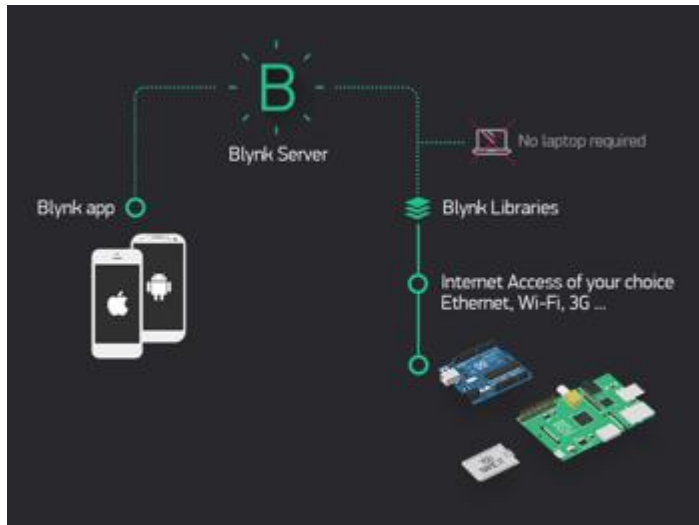 B
Blynk Server
No laptop required
Blynk app
Blynk Libraries
Internet Access of your choice
Ethernet, Wi-Fi, 3G ...